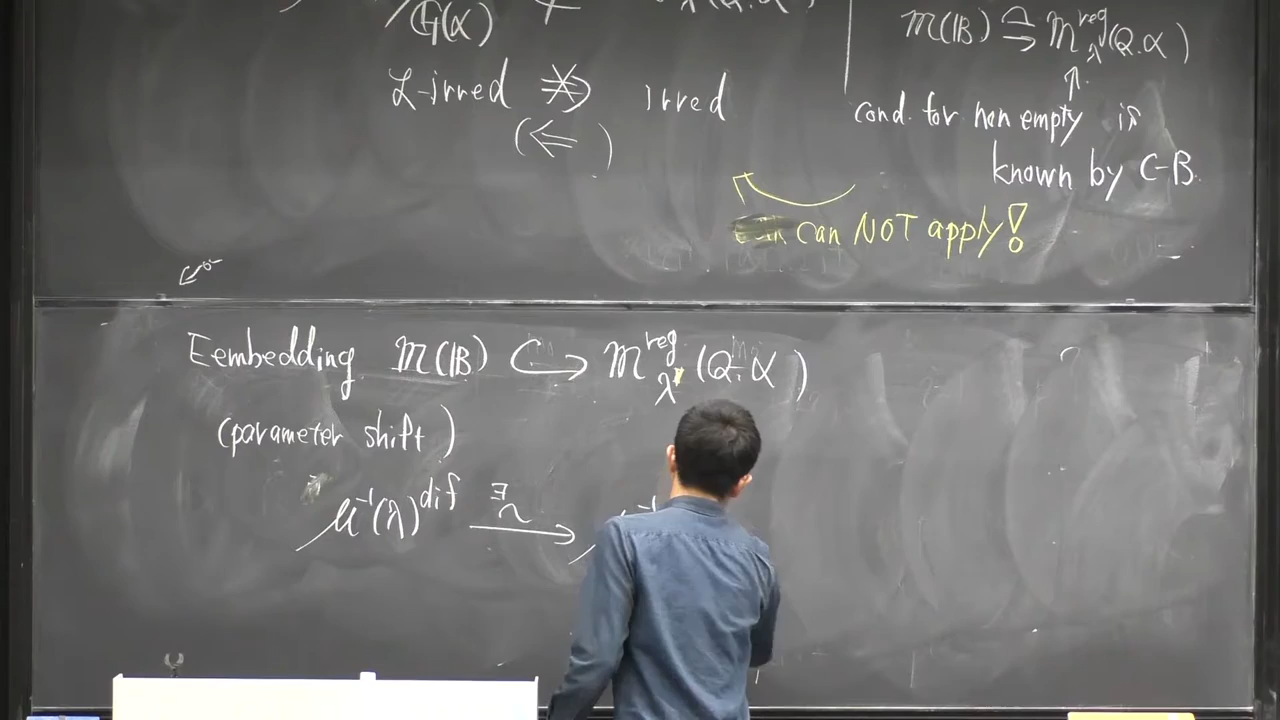 /G(α)
M(B) ⥲ M^reg_λ(Q.α)
L-irred ⇏ irred
(⇐)
cond. for non empty is
known by C-B.
can NOT apply!
Eembedding M(B) ↪ M^reg_λ (Q.α)
(parameter shift)
μ⁻¹(λ)^dif ∃~→